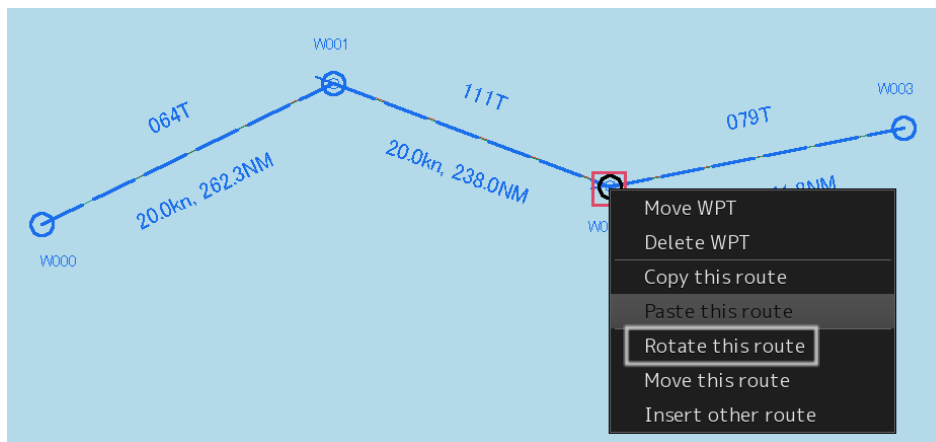 W001
W003
064T
111T
079T
20.0kn, 262.3NM
20.0kn, 238.0NM
W000
Move WPT
Delete WPT
Copy this route
Paste this route
Rotate this route
Move this route
Insert other route